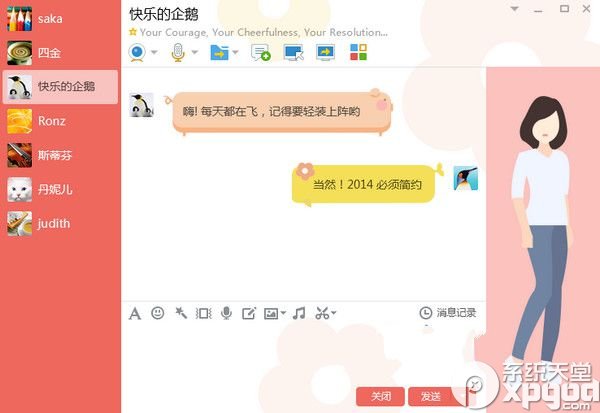 saka
四金
快乐的企鹅
Ronz
斯蒂芬
丹妮儿
judith
快乐的企鹅
Your Courage, Your Cheerfulness, Your Resolution...
嗨! 每天都在飞，记得要轻装上阵哟
当然！2014 必须简约
消息记录
关闭
发送
系统天堂
xpgod.com